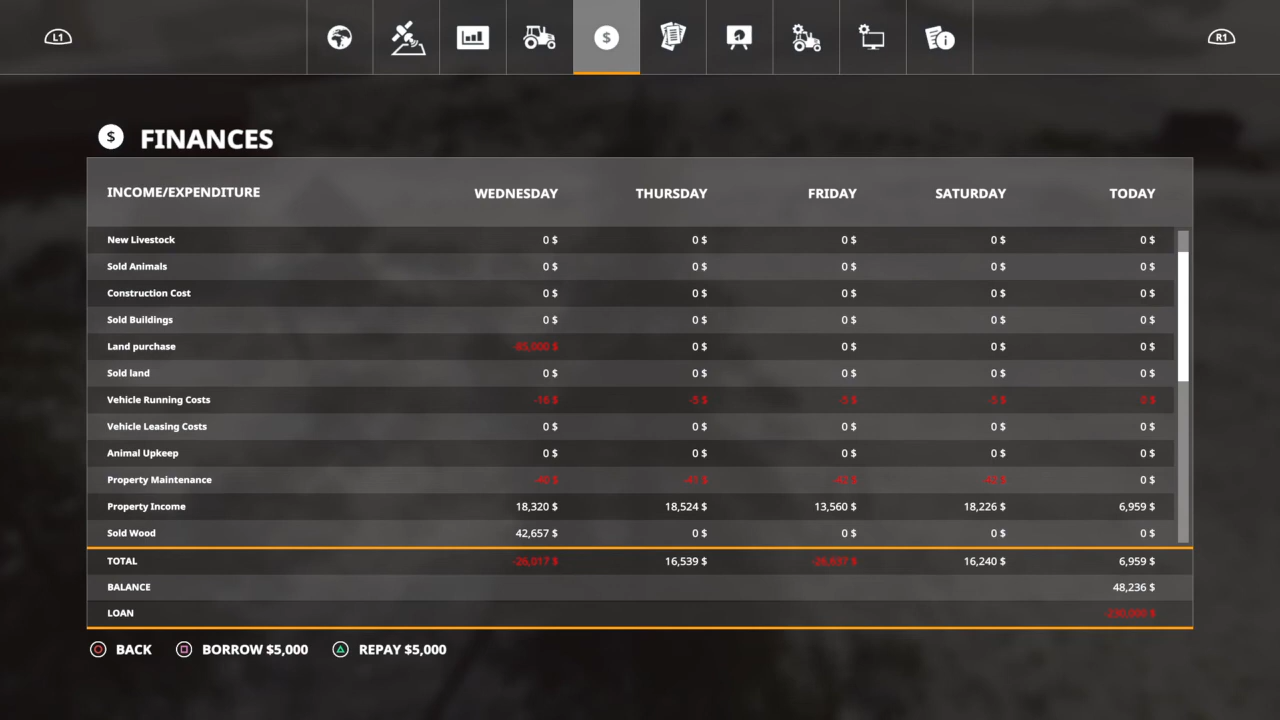 L1
R1
$ FINANCES
INCOME/EXPENDITURE WEDNESDAY THURSDAY FRIDAY SATURDAY TODAY
New Livestock 0 $ 0 $ 0 $ 0 $ 0 $
Sold Animals 0 $ 0 $ 0 $ 0 $ 0 $
Construction Cost 0 $ 0 $ 0 $ 0 $ 0 $
Sold Buildings 0 $ 0 $ 0 $ 0 $ 0 $
Land purchase 0 $ 0 $ 0 $ 0 $
Sold land 0 $ 0 $ 0 $ 0 $ 0 $
Vehicle Running Costs -16 $ -5 $ -5 $ -5 $ 0 $
Vehicle Leasing Costs 0 $ 0 $ 0 $ 0 $ 0 $
Animal Upkeep 0 $ 0 $ 0 $ 0 $ 0 $
Property Maintenance -41 $ 0 $
Property Income 18,320 $ 18,524 $ 13,560 $ 18,226 $ 6,959 $
Sold Wood 42,657 $ 0 $ 0 $ 0 $ 0 $
TOTAL -26,017 $ 16,539 $ 16,240 $ 6,959 $
BALANCE 48,236 $
LOAN
BACK BORROW $5,000 REPAY $5,000